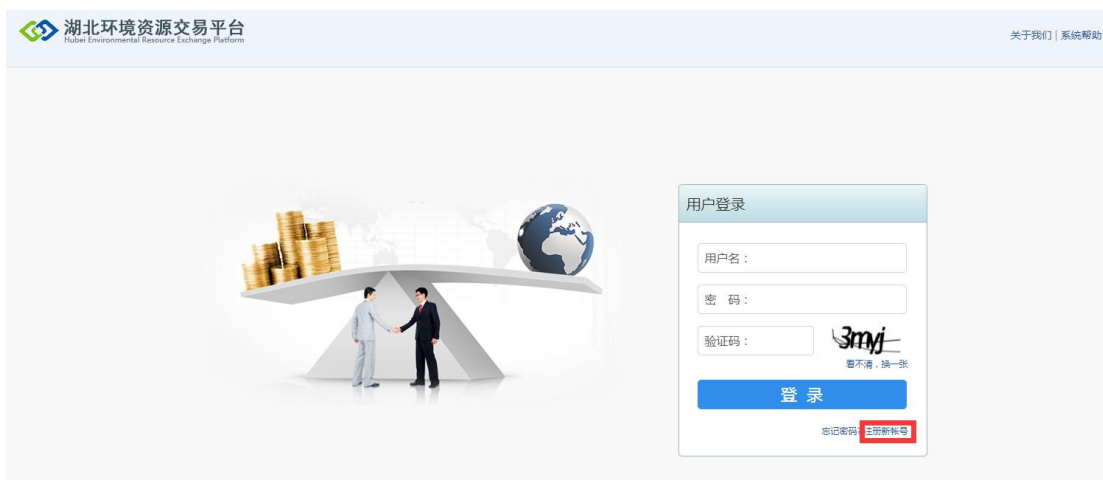 湖北环境资源交易平台
Hubei Environmental Resource Exchange Platform
关于我们 | 系统帮助
用户登录
用户名：
密 码：
验证码：
3myj
看不清，换一张
登 录
忘记密码?
注册新帐号